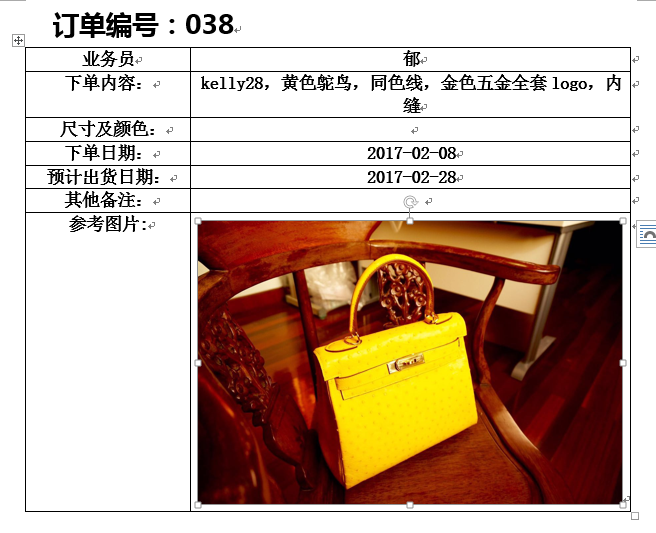 订单编号：038
业务员
郁
下单内容：
kelly28，黄色鸵鸟，同色线，金色五金全套 logo，内
缝
尺寸及颜色：
下单日期：
2017-02-08
预计出货日期：
2017-02-28
其他备注：
参考图片: